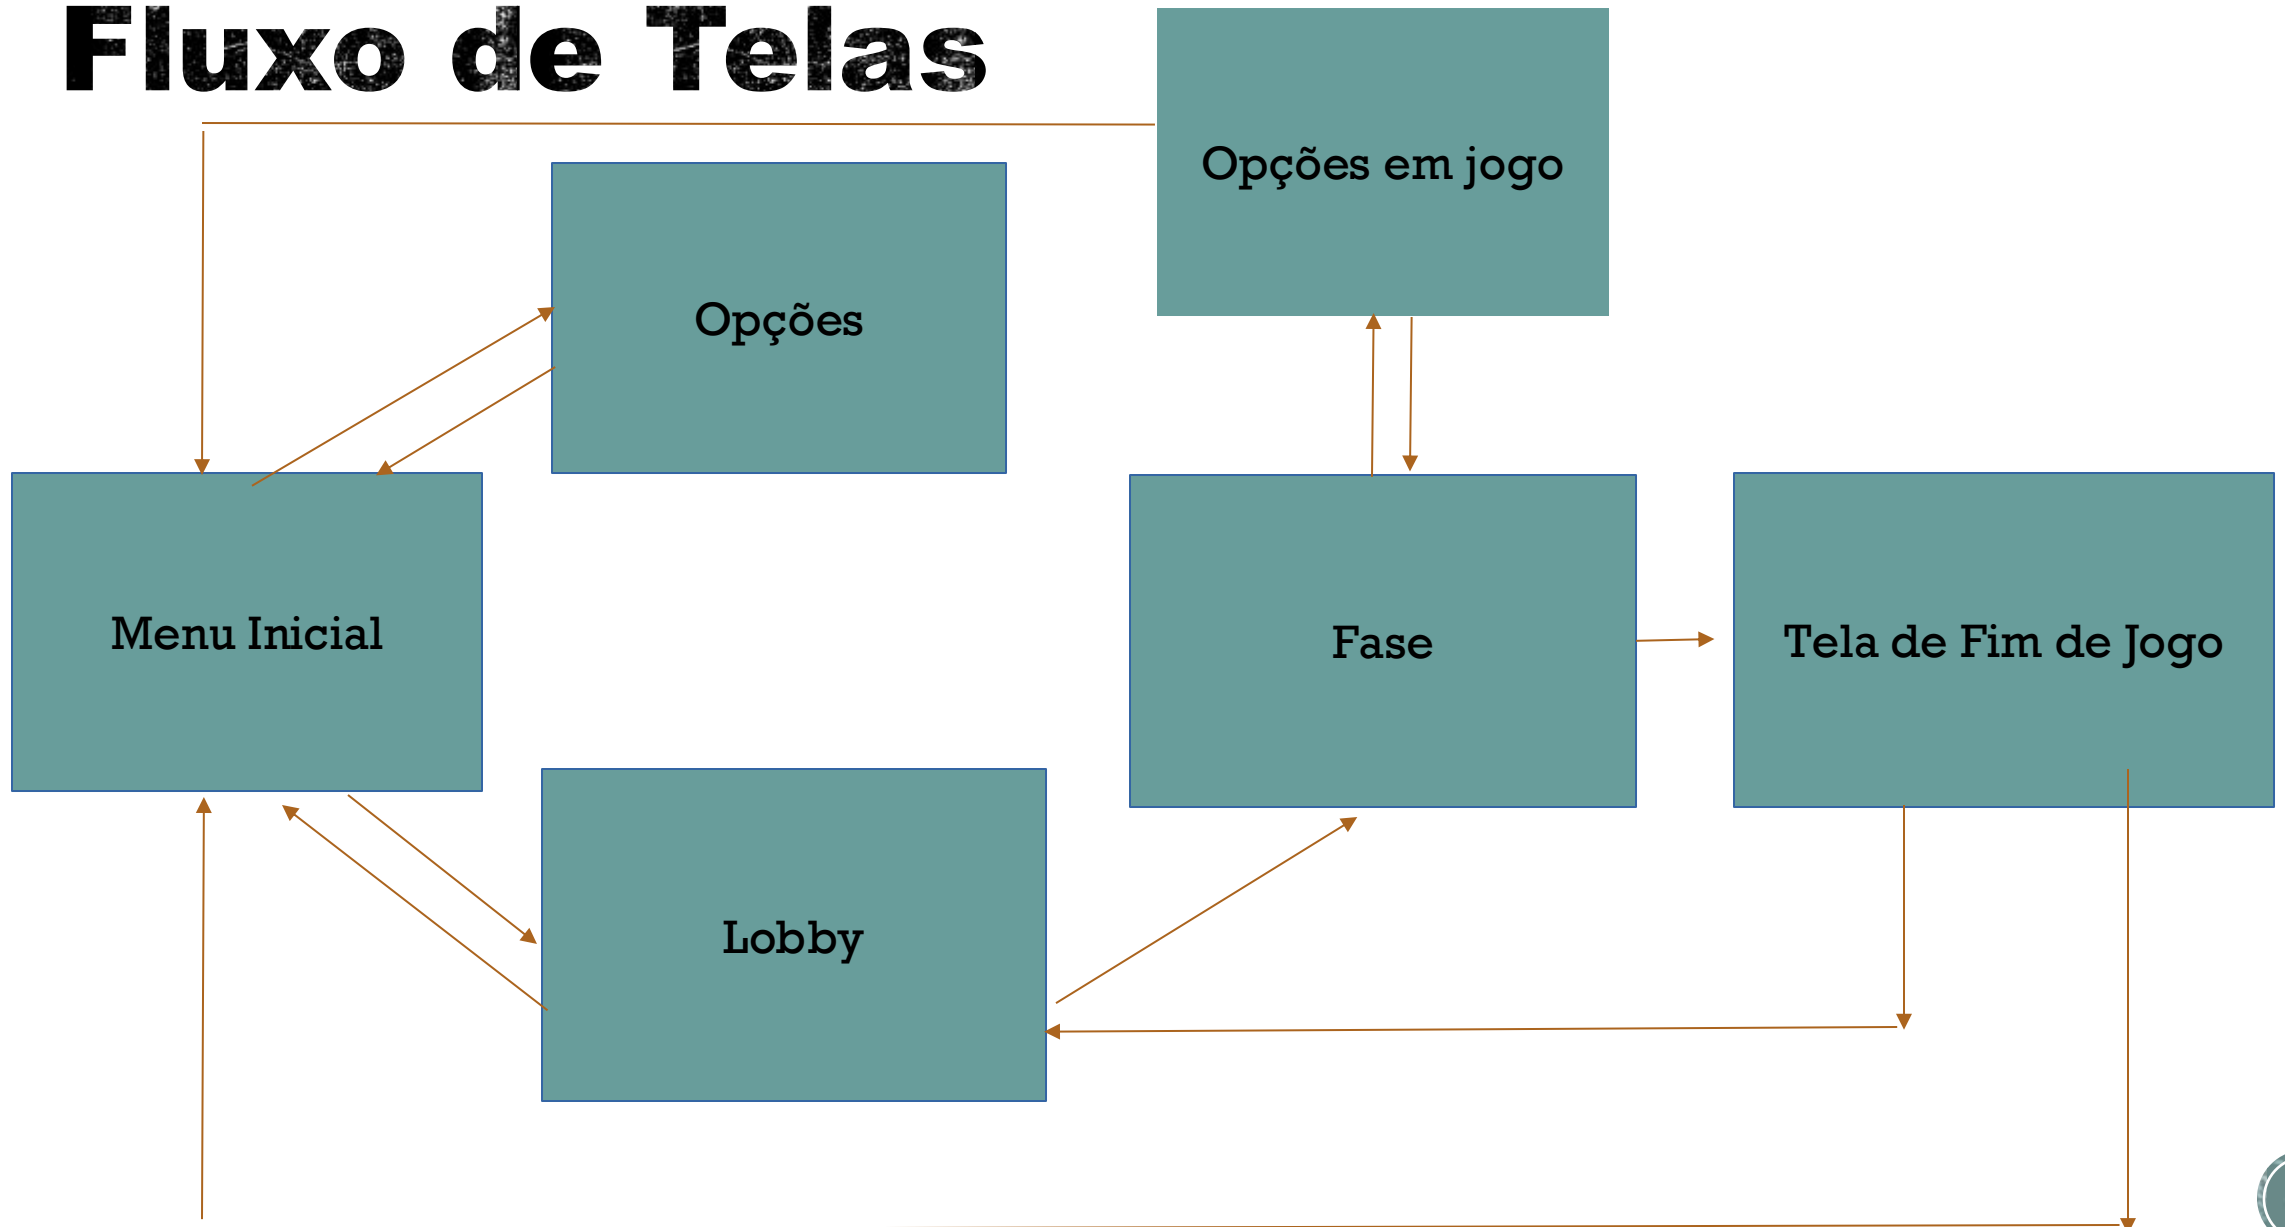 Fluxo de Telas
Opções em jogo
Opções
Menu Inicial
Fase
Tela de Fim de Jogo
Lobby